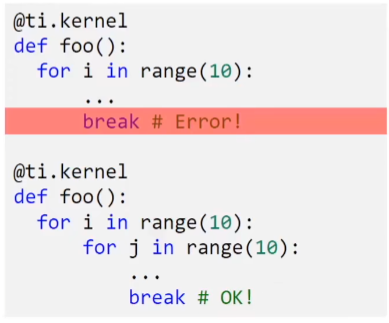 @ti.kernel
def foo():
  for i in range(10):
      ...
      break # Error!

@ti.kernel
def foo():
  for i in range(10):
      for j in range(10):
          ...
          break # OK!